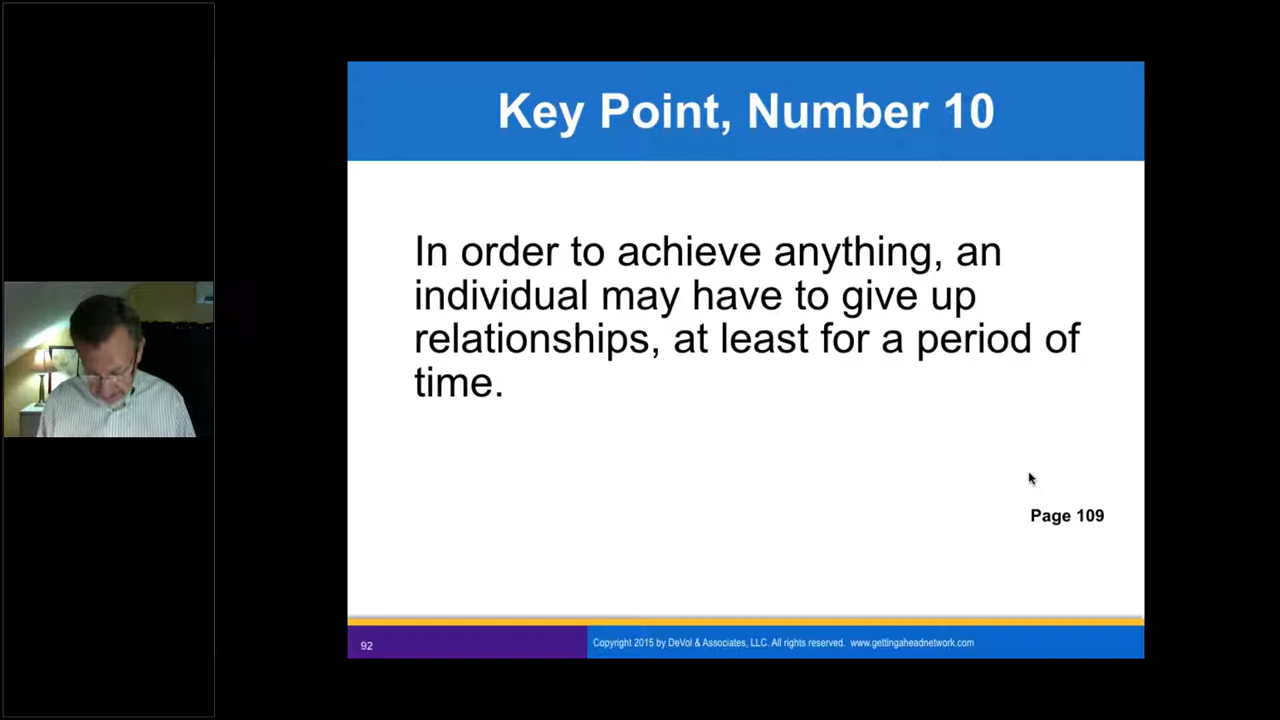 Key Point, Number 10
In order to achieve anything, an
individual may have to give up
relationships, at least for a period of
time.
Page 109
92
Copyright 2015 by DeVol & Associates, LLC. All rights reserved. www.gettingaheadnetwork.com